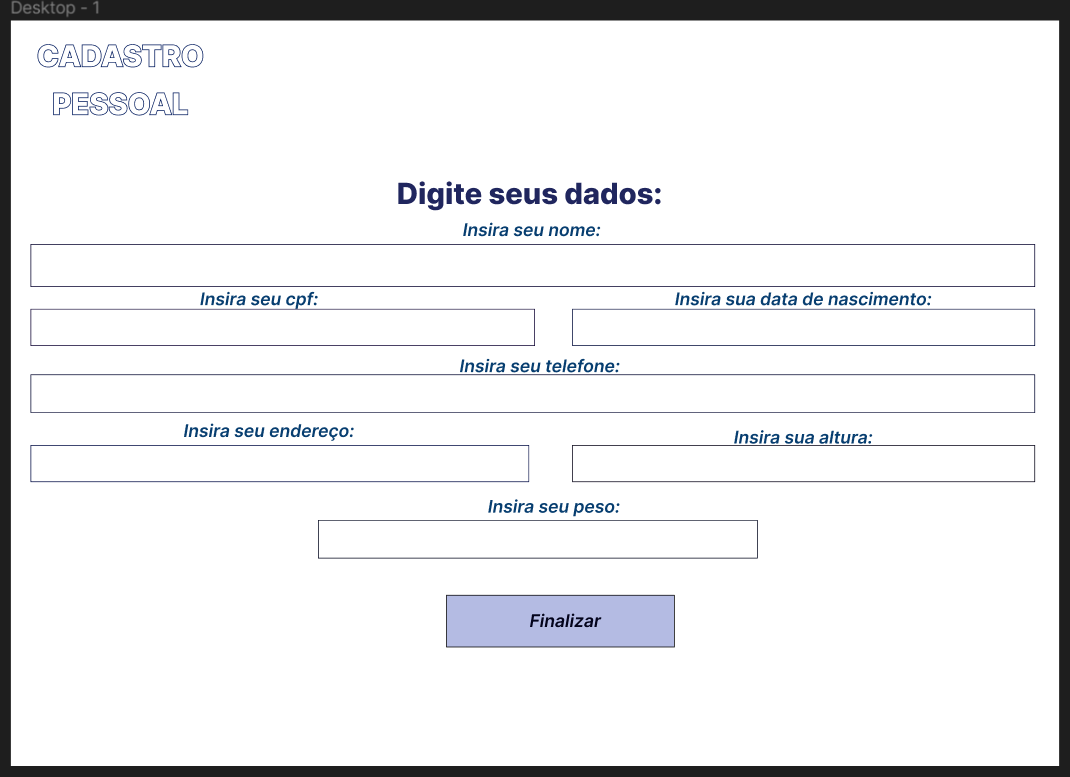 Desktop - 1
CADASTRO
PESSOAL
Digite seus dados:
Insira seu nome:
Insira seu cpf:
Insira sua data de nascimento:
Insira seu telefone:
Insira seu endereço:
Insira sua altura:
Insira seu peso:
Finalizar